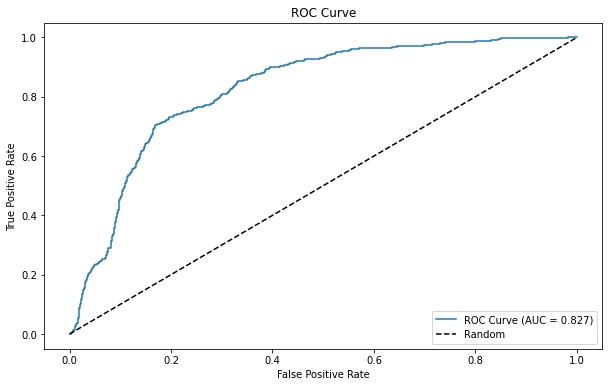 ROC Curve
True Positive Rate
1.0
0.8
0.6
0.4
0.2
0.0
ROC Curve (AUC = 0.827)
Random
0.0 0.2 0.4 0.6 0.8 1.0
False Positive Rate